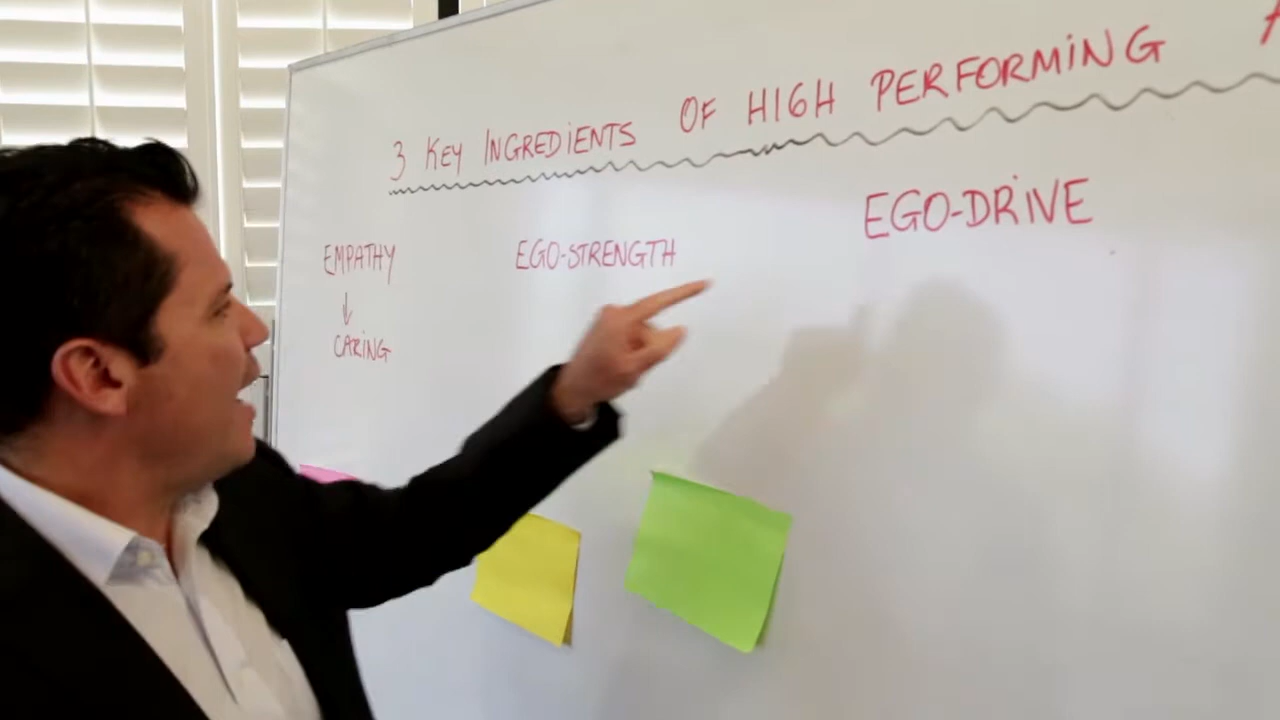 3 KEY INGREDIENTS OF HIGH PERFORMING
EMPATHY
↓
CARING
EGO-STRENGTH
EGO-DRIVE